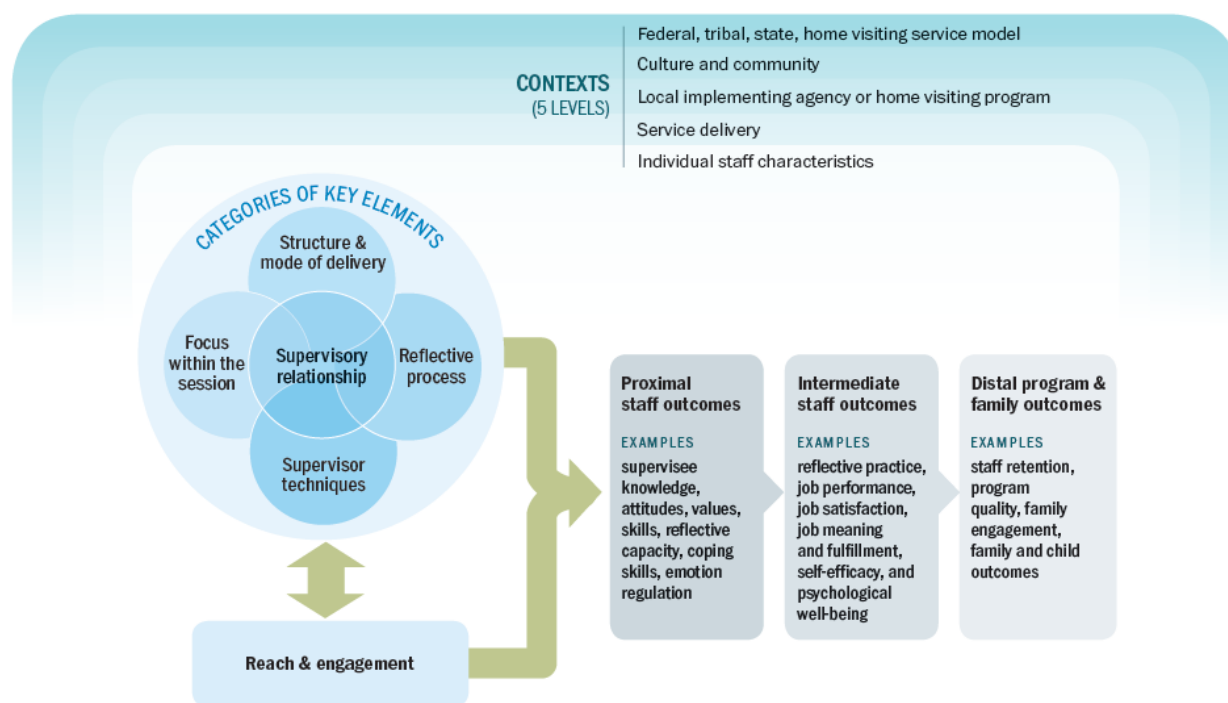 CONTEXTS
(5 LEVELS)
Federal, tribal, state, home visiting service model
Culture and community
Local implementing agency or home visiting program
Service delivery
Individual staff characteristics
CATEGORIES OF KEY ELEMENTS
Structure &
mode of delivery
Focus
within the
session
Supervisory
relationship
Reflective
process
Supervisor
techniques
Reach & engagement
Proximal
staff outcomes
EXAMPLES
supervisee
knowledge,
attitudes, values,
skills, reflective
capacity, coping
skills, emotion
regulation
Intermediate
staff outcomes
EXAMPLES
reflective practice,
job performance,
job satisfaction,
job meaning
and fulfillment,
self-efficacy, and
psychological
well-being
Distal program &
family outcomes
EXAMPLES
staff retention,
program
quality, family
engagement,
family and child
outcomes